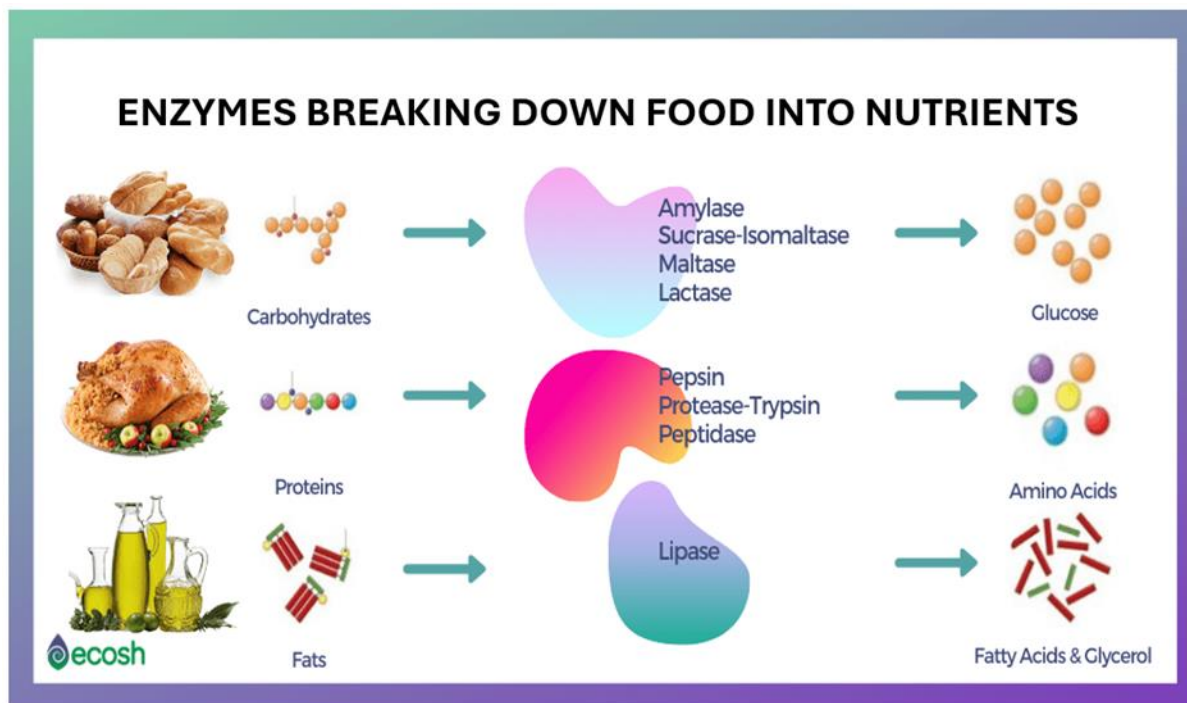 ENZYMES BREAKING DOWN FOOD INTO NUTRIENTS
Carbohydrates
Amylase
Sucrase-Isomaltase
Maltase
Lactase
Glucose
Proteins
Pepsin
Protease-Trypsin
Peptidase
Amino Acids
Fats
Lipase
Fatty Acids & Glycerol
ecosh